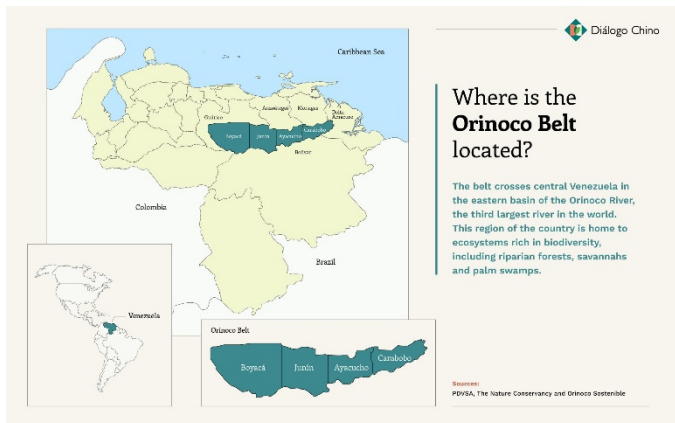 Diálogo Chino
Caribbean Sea
Guárico
Anzoátegui
Monagas
Delta
Amacuro
Boyacá
Junín
Ayacucho
Carabobo
Bolívar
Colombia
Brazil
Venezuela
Orinoco Belt
Boyacá
Junín
Ayacucho
Carabobo
Where is the
Orinoco Belt
located?
The belt crosses central Venezuela in
the eastern basin of the Orinoco River,
the third largest river in the world.
This region of the country is home to
ecosystems rich in biodiversity,
including riparian forests, savannahs
and palm swamps.
Sources:
PDVSA, The Nature Conservancy and Orinoco Sostenible